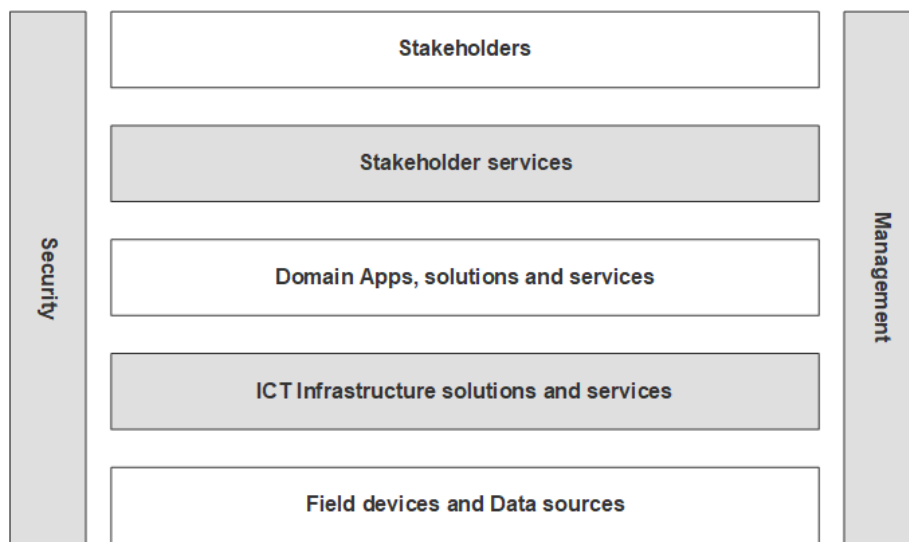 Stakeholders
Stakeholder services
Security
Management
Domain Apps, solutions and services
ICT Infrastructure solutions and services
Field devices and Data sources